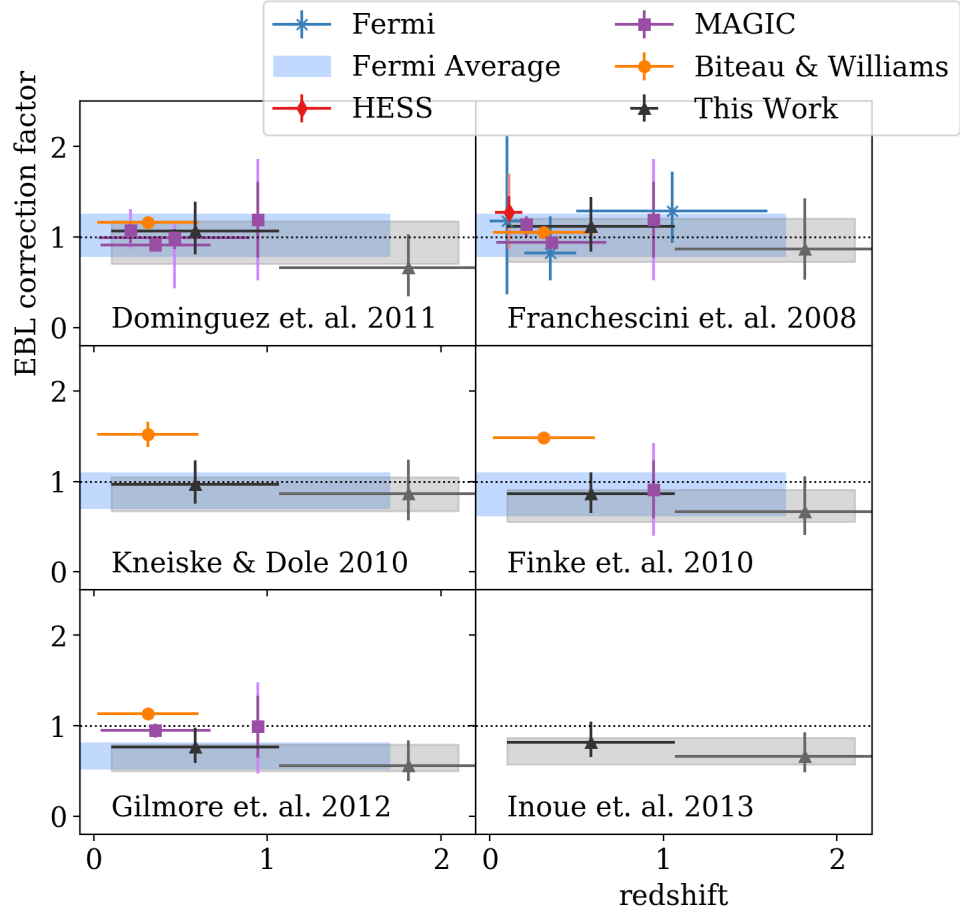 Fermi
Fermi Average
HESS
MAGIC
Biteau & Williams
This Work
EBL correction factor
2
1
0
Dominguez et. al. 2011
Franchescini et. al. 2008
2
1
0
Kneiske & Dole 2010
Finke et. al. 2010
2
1
0
Gilmore et. al. 2012
Inoue et. al. 2013
0 1 2
0 1 2
redshift